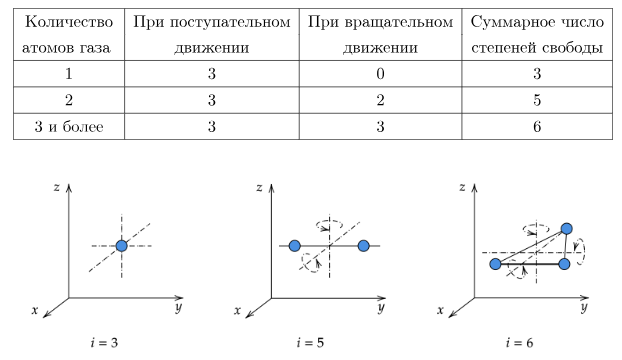 Количество При поступательном При вращательном Суммарное число
атомов газа движении движении степеней свободы
1 3 0 3
2 3 2 5
3 и более 3 3 6
z z z
x y x y x y
i = 3 i = 5 i = 6